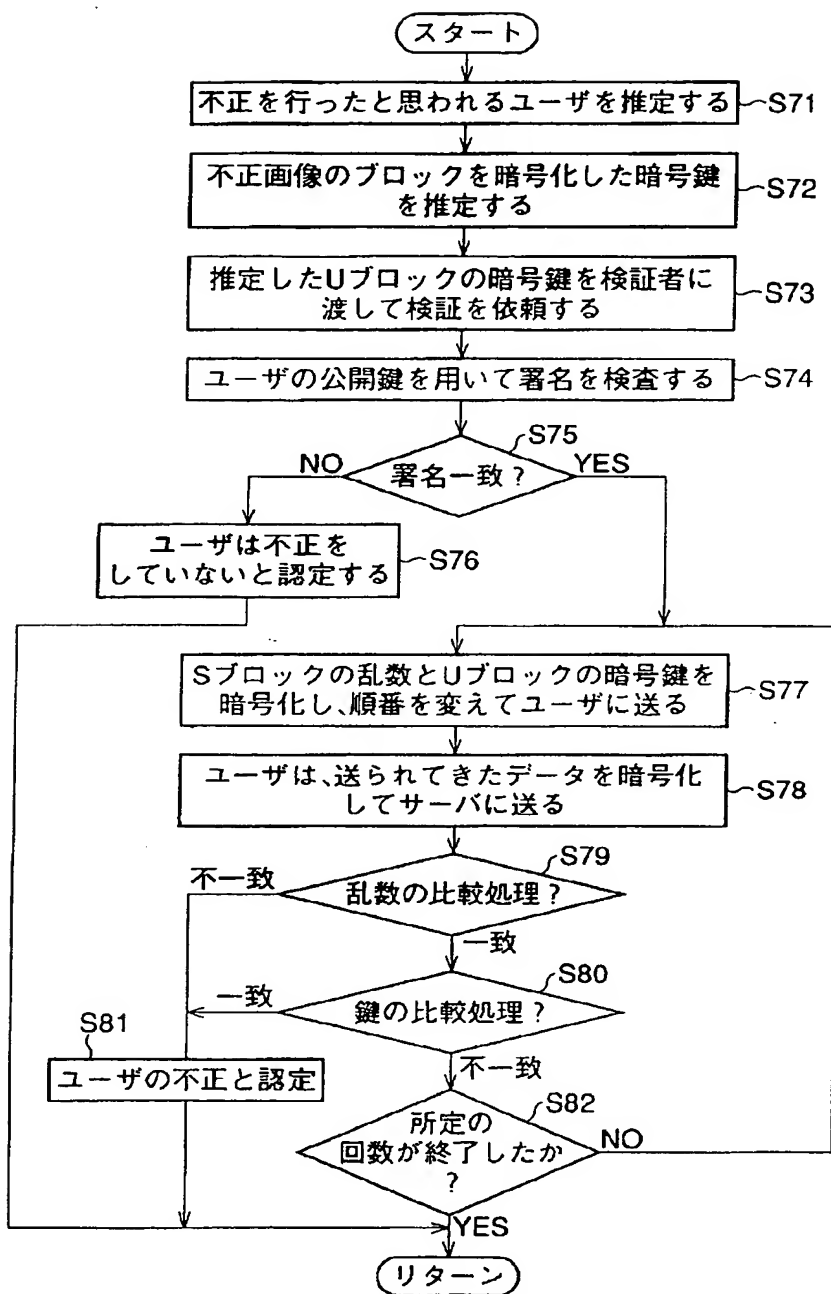 スタート
不正を行ったと思われるユーザを推定する
S71
不正画像のブロックを暗号化した暗号鍵
を推定する
S72
推定したUブロックの暗号鍵を検証者に
渡して検証を依頼する
S73
ユーザの公開鍵を用いて署名を検査する
S74
S75
NO
署名一致?
YES
ユーザは不正を
していないと認定する
S76
Sブロックの乱数とUブロックの暗号鍵を
暗号化し、順番を変えてユーザに送る
S77
ユーザは、送られてきたデータを暗号化
してサーバに送る
S78
S79
不一致
乱数の比較処理?
一致
S80
一致
鍵の比較処理?
S81
ユーザの不正と認定
不一致
S82
所定の
回数が終了したか
?
NO
YES
リターン